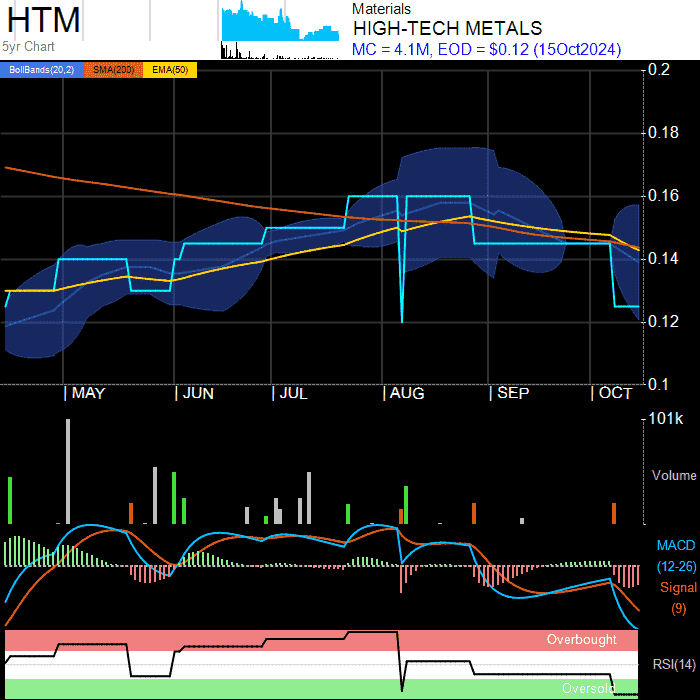 HTM
5yr Chart
Materials
HIGH-TECH METALS
MC = 4.1M, EOD = $0.12 (15Oct2024)
BollBands(20,2) SMA(200) EMA(50)
0.2
0.18
0.16
0.14
0.12
0.1
MAY JUN JUL AUG SEP OCT
101k
Volume
MACD
(12-26)
Signal
(9)
Overbought
RSI(14)
Oversold